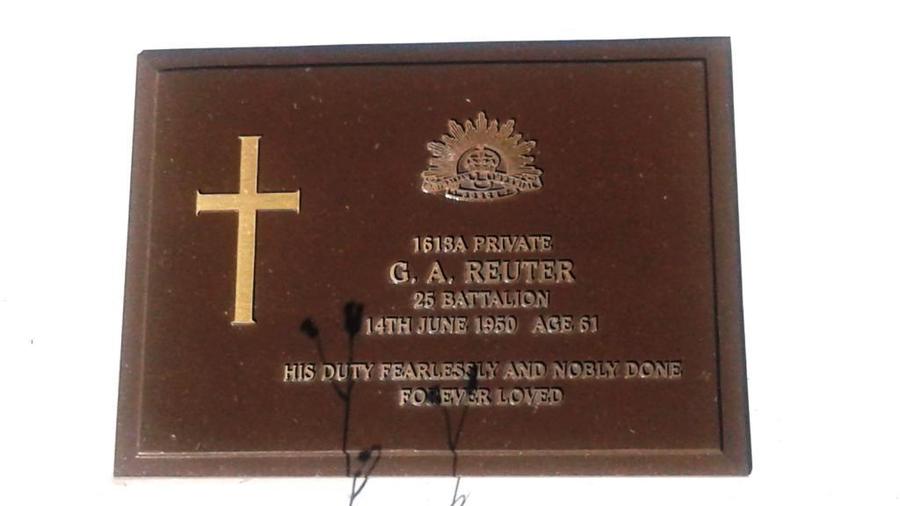 1613A PRIVATE
G. A. REUTER
25 BATTALION
14TH JUNE 1950 AGE 61
HIS DUTY FEARLESSLY AND NOBLY DONE
FOREVER LOVED